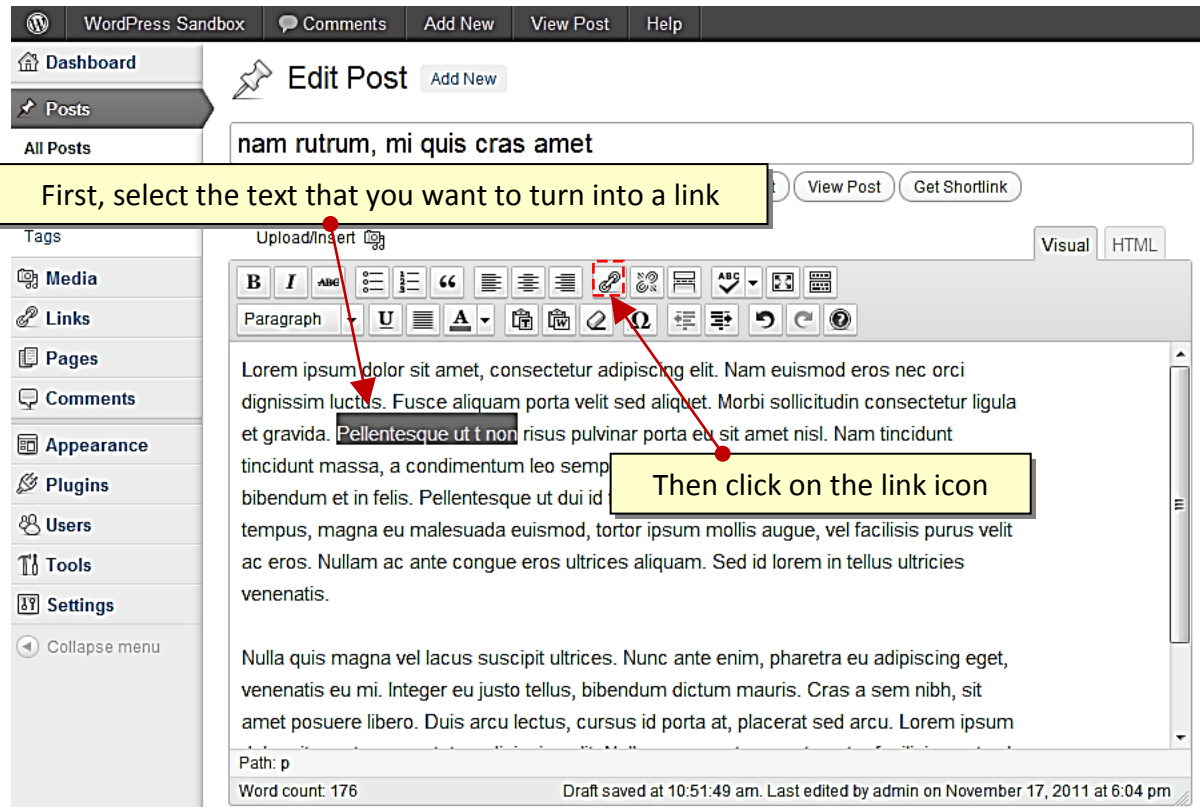 WordPress Sandbox Comments Add New View Post Help
Dashboard
Edit Post Add New
Posts
All Posts
nam rutrum, mi quis cras amet
First, select the text that you want to turn into a link
View Post Get Shortlink
Tags
Upload/Insert
Visual HTML
Media
B I ABC ABC
Links
Paragraph U A T W Ω
Pages
Comments
Appearance
Plugins
Users
Tools
Settings
Collapse menu
Lorem ipsum dolor sit amet, consectetur adipiscing elit. Nam euismod eros nec orci
dignissim luctus. Fusce aliquam porta velit sed aliquet. Morbi sollicitudin consectetur ligula
et gravida. Pellentesque ut t non risus pulvinar porta eu sit amet nisl. Nam tincidunt
tincidunt massa, a condimentum leo semp
Then click on the link icon
bibendum et in felis. Pellentesque ut dui id
tempus, magna eu malesuada euismod, tortor ipsum mollis augue, vel facilisis purus velit
ac eros. Nullam ac ante congue eros ultrices aliquam. Sed id lorem in tellus ultricies
venenatis.
Nulla quis magna vel lacus suscipit ultrices. Nunc ante enim, pharetra eu adipiscing eget,
venenatis eu mi. Integer eu justo tellus, bibendum dictum mauris. Cras a sem nibh, sit
amet posuere libero. Duis arcu lectus, cursus id porta at, placerat sed arcu. Lorem ipsum
Path: p
Word count: 176 Draft saved at 10:51:49 am. Last edited by admin on November 17, 2011 at 6:04 pm